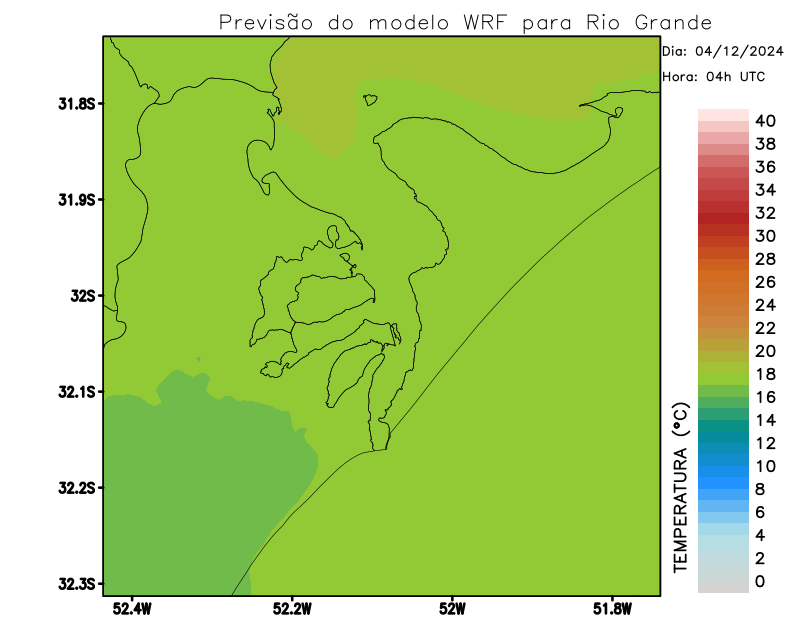 Previsão do modelo WRF para Rio Grande
Dia: 04/12/2024
Hora: 04h UTC
31.8S
31.9S
32S
32.1S
32.2S
32.3S
52.4W
52.2W
52W
51.8W
TEMPERATURA (°C)
40
38
36
34
32
30
28
26
24
22
20
18
16
14
12
10
8
6
4
2
0